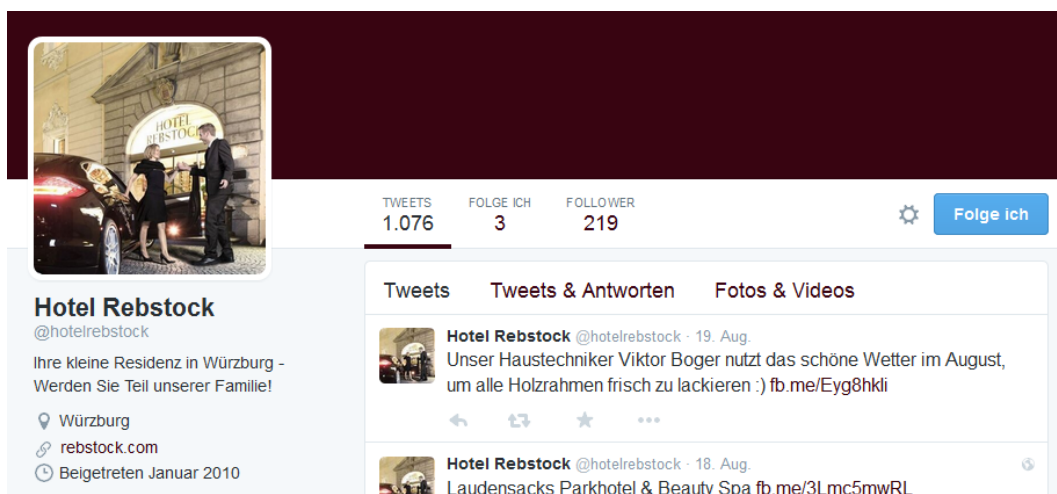 HOTEL
REBSTOCK
TWEETS
1.076
FOLGE ICH
3
FOLLOWER
219
Folge ich
Hotel Rebstock
@hotelrebstock
Ihre kleine Residenz in Würzburg -
Werden Sie Teil unserer Familie!
Würzburg
rebstock.com
Beigetreten Januar 2010
Tweets Tweets & Antworten Fotos & Videos
Hotel Rebstock @hotelrebstock · 19. Aug.
Unser Haustechniker Viktor Boger nutzt das schöne Wetter im August,
um alle Holzrahmen frisch zu lackieren :) fb.me/Eyg8hkli
Hotel Rebstock @hotelrebstock · 18. Aug.
Laudensacks Parkhotel & Beauty Spa fb.me/3Lmc5mwRL